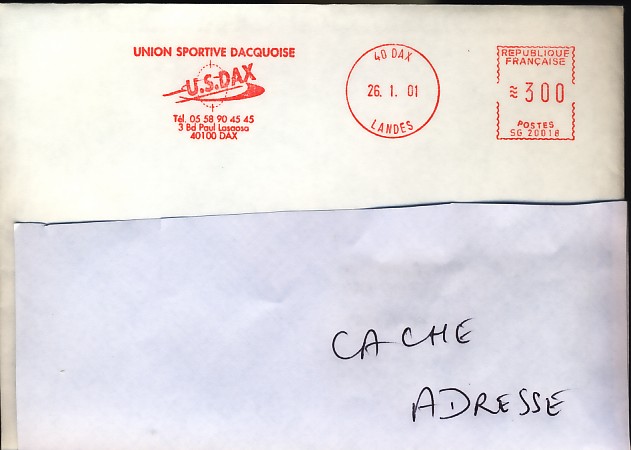 UNION SPORTIVE DACQUOISE
U.S.DAX
Tél. 05 58 90 45 45
3 Bd Paul Lasaosa
40100 DAX
40 DAX
26. 1. 01
LANDES
REPUBLIQUE
FRANÇAISE
≋300
POSTES
SG 20018
CACHE
ADRESSE